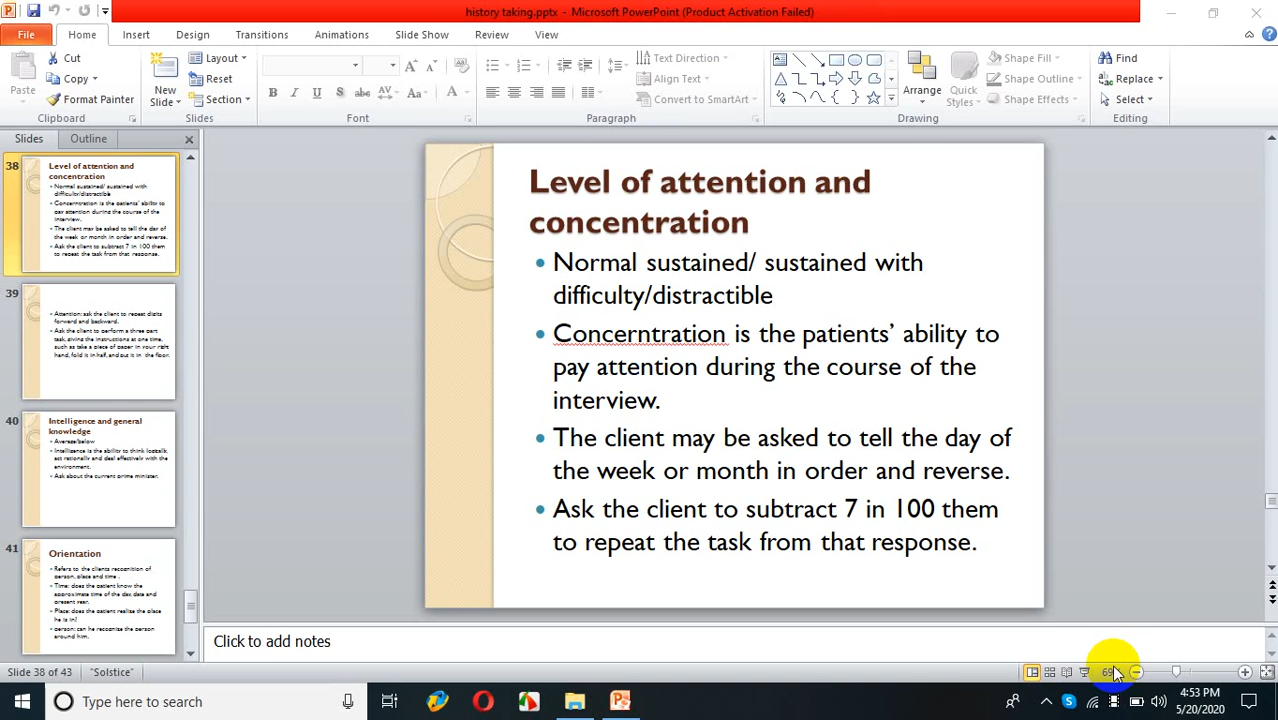 history taking.pptx - Microsoft PowerPoint (Product Activation Failed)
File Home Insert Design Transitions Animations Slide Show Review View
Paste
Cut
Copy
Format Painter
Clipboard
New Slide
Layout
Reset
Section
Slides
B I U S abc AV Aa A
Font
Text Direction
Align Text
Convert to SmartArt
Paragraph
Arrange
Quick Styles
Shape Fill
Shape Outline
Shape Effects
Drawing
Find
Replace
Select
Editing
Slides Outline
38
Level of attention and
concentration
Normal sustained/ sustained with
difficulty/distractible
Concerntration is the patients' ability to
pay attention during the course of the
interview.
The client may be asked to tell the day of
the week or month in order and reverse.
Ask the client to subtract 7 in 100 them
to repeat the task from that response.
39
Attention: ask the client to repeat digits
forward and backward.
Ask the client to perform a three part
task, giving the instructions at one time,
such as take a piece of paper in your right
hand, fold it in half, and put it in the floor.
40
Intelligence and general
knowledge
Average/below
Intelligence is the ability to think logically,
act rationally and deal effectively with the
environment.
Ask about the current prime minister.
41
Orientation
Refers to the clients recognition of
person, place and time .
Time: does the patient know the
approximate time of the day, date and
present year.
Place: does the patient realise the place
he is in?
person: can he recognize the person
around him.
Level of attention and
concentration
Normal sustained/ sustained with
difficulty/distractible
Concerntration is the patients' ability to
pay attention during the course of the
interview.
The client may be asked to tell the day of
the week or month in order and reverse.
Ask the client to subtract 7 in 100 them
to repeat the task from that response.
Click to add notes
Slide 38 of 43 "Solstice"
Type here to search
4:53 PM
5/20/2020